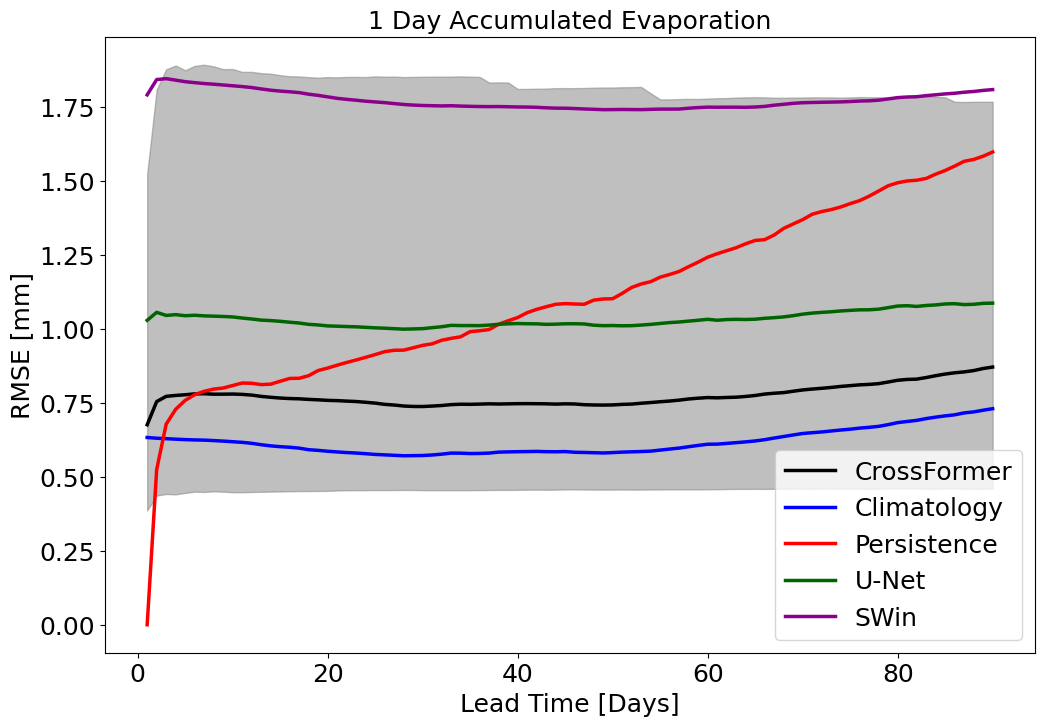 1 Day Accumulated Evaporation
RMSE [mm]
1.75
1.50
1.25
1.00
0.75
0.50
0.25
0.00
0
20
40
60
80
Lead Time [Days]
CrossFormer
Climatology
Persistence
U-Net
SWin